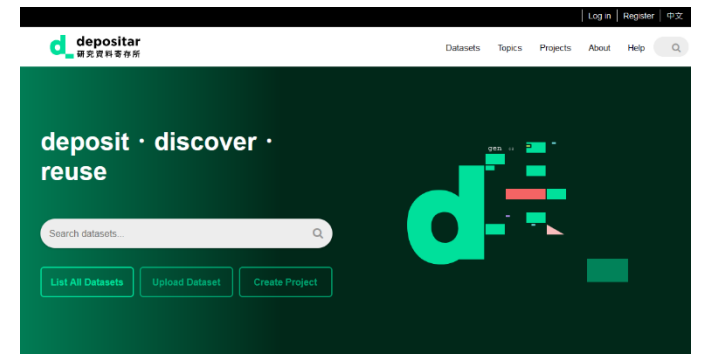 Log in | Register | 中文
depositar
研究資料寄存所
Datasets Topics Projects About Help
deposit · discover ·
reuse
gen ::
Search datasets...
List All Datasets Upload Dataset Create Project